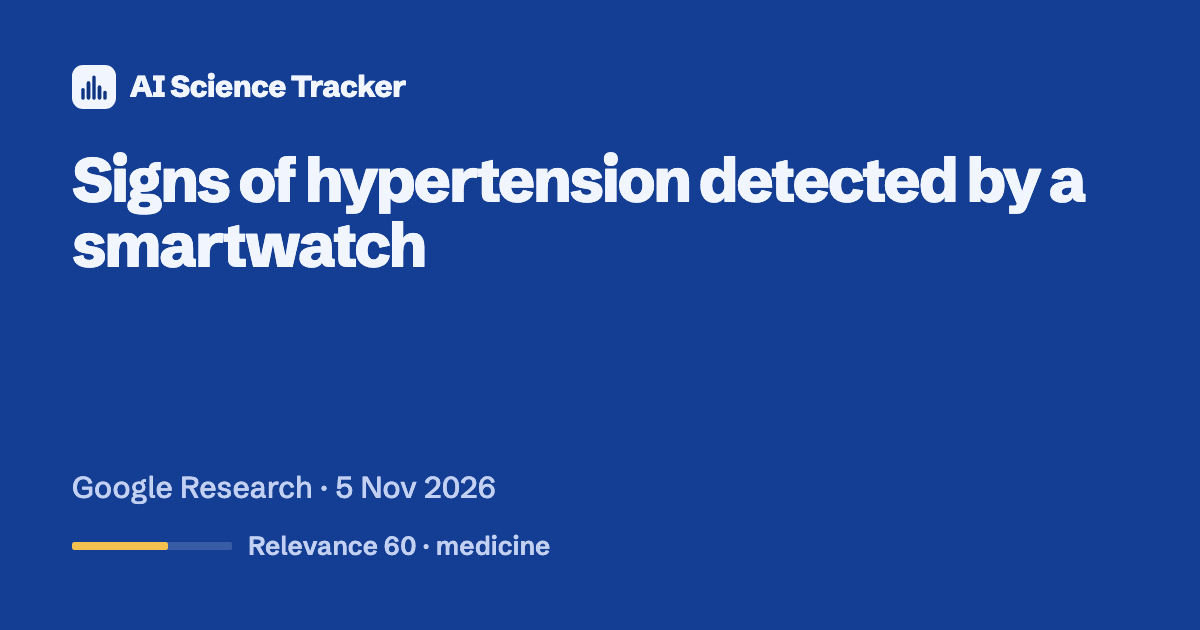 AI Science Tracker
Signs of hypertension detected by a
smartwatch
Google Research · 5 Nov 2026
Relevance 60 · medicine